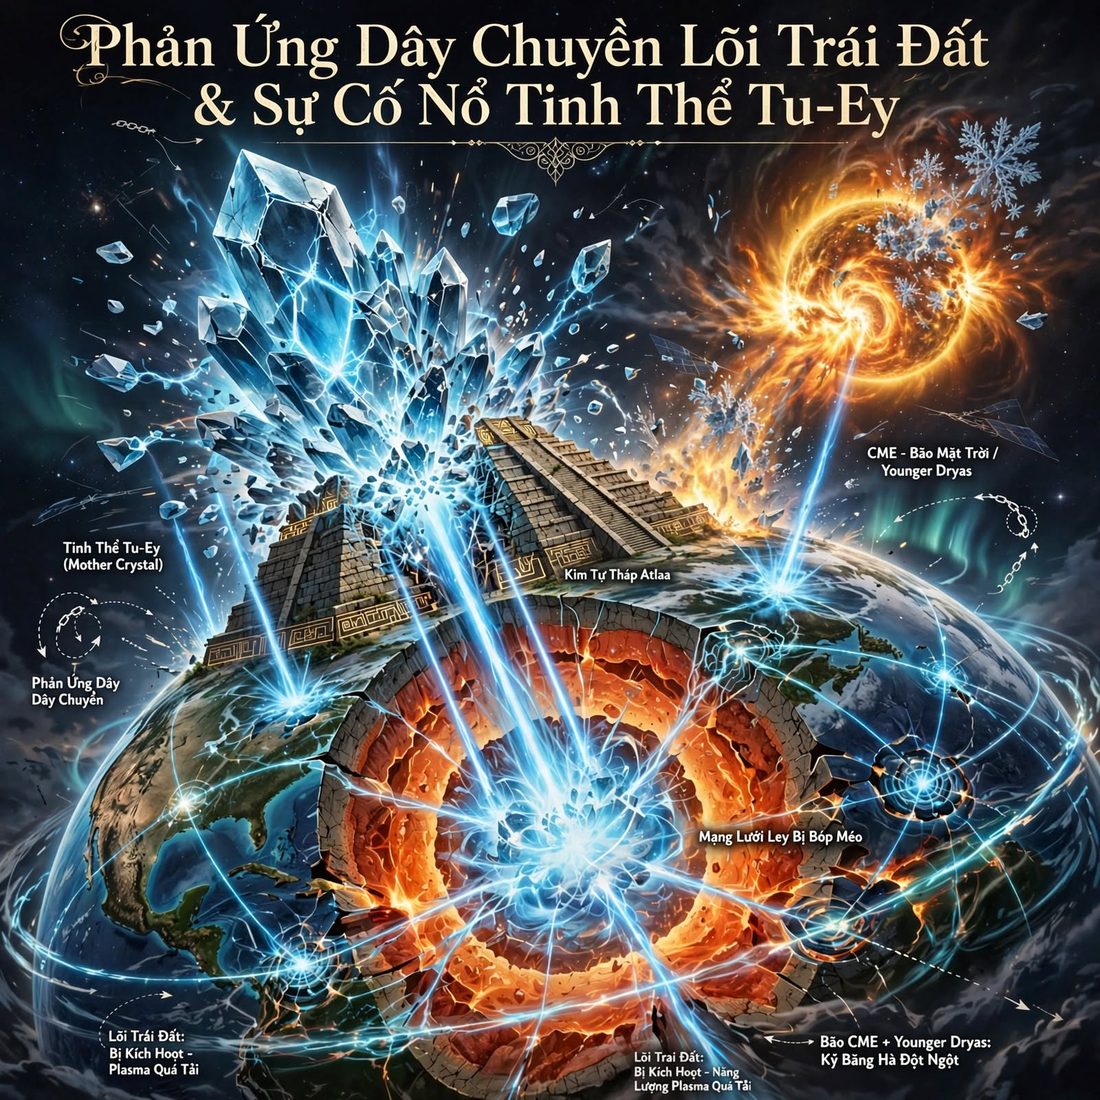 Phản Ứng Dây Chuyền Lõi Trái Đất
& Sự Cố Nổ Tinh Thể Tu-Ey
CME - Bão Mặt Trời /
Younger Dryas
Tinh Thể Tu-Ey
(Mother Crystal)
Kim Tự Tháp Atlaa
Phản Ứng Dây
Dây Chuyển
Mạng Lưới Ley Bị Bóp Méo
Lõi Trái Đất:
Bị Kích Hoọt -
Plasma Quá Tải
Lõi Trai Đất:
Bị Kích Hoọt - Năng
Lượng Plasma Quá Tải
Bão CME + Younger Dryas:
Kỷ Băng Hà Đột Ngột